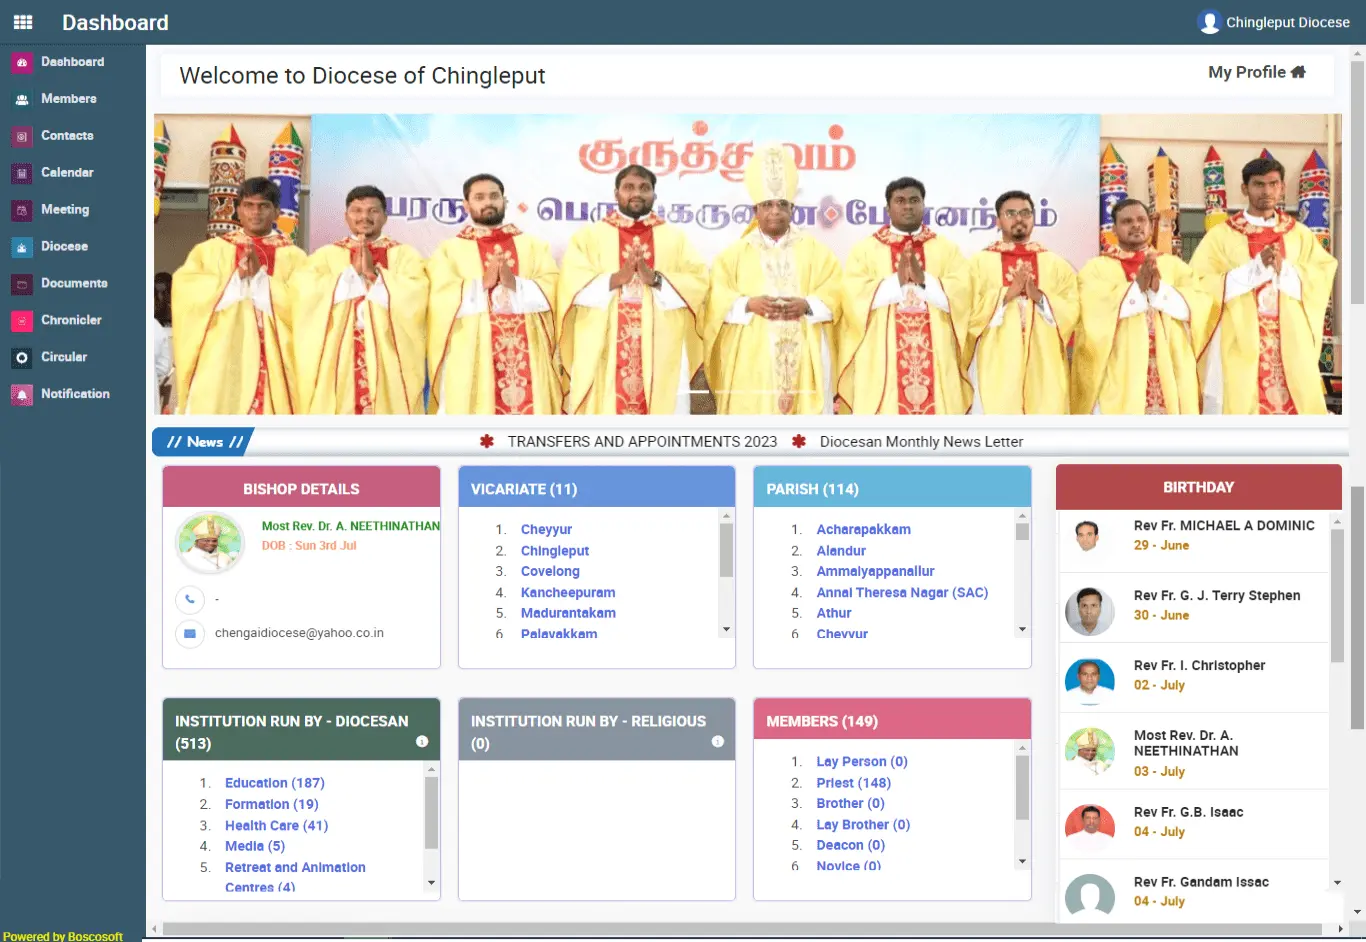 Dashboard
Chingleput Diocese
Dashboard
Members
Contacts
Calendar
Meeting
Diocese
Documents
Chronicler
Circular
Notification
Powered by Boscosoft
Welcome to Diocese of Chingleput
My Profile
// News //
TRANSFERS AND APPOINTMENTS 2023
Diocesan Monthly News Letter
BISHOP DETAILS
Most Rev. Dr. A. NEETHINATHAN
DOB : Sun 3rd Jul
-
chengaidiocese@yahoo.co.in
VICARIATE (11)
1. Cheyyur
2. Chingleput
3. Covelong
4. Kancheepuram
5. Madurantakam
6. Palavakkam
PARISH (114)
1. Acharapakkam
2. Alandur
3. Ammaiyappanallur
4. Annai Theresa Nagar (SAC)
5. Athur
6. Cheyyur
INSTITUTION RUN BY - DIOCESAN
(513)
1. Education (187)
2. Formation (19)
3. Health Care (41)
4. Media (5)
5. Retreat and Animation
Centres (4)
INSTITUTION RUN BY - RELIGIOUS
(0)
MEMBERS (149)
1. Lay Person (0)
2. Priest (148)
3. Brother (0)
4. Lay Brother (0)
5. Deacon (0)
6. Novice (0)
BIRTHDAY
Rev Fr. MICHAEL A DOMINIC
29 - June
Rev Fr. G. J. Terry Stephen
30 - June
Rev Fr. I. Christopher
02 - July
Most Rev. Dr. A.
NEETHINATHAN
03 - July
Rev Fr. G.B. Isaac
04 - July
Rev Fr. Gandam Issac
04 - July